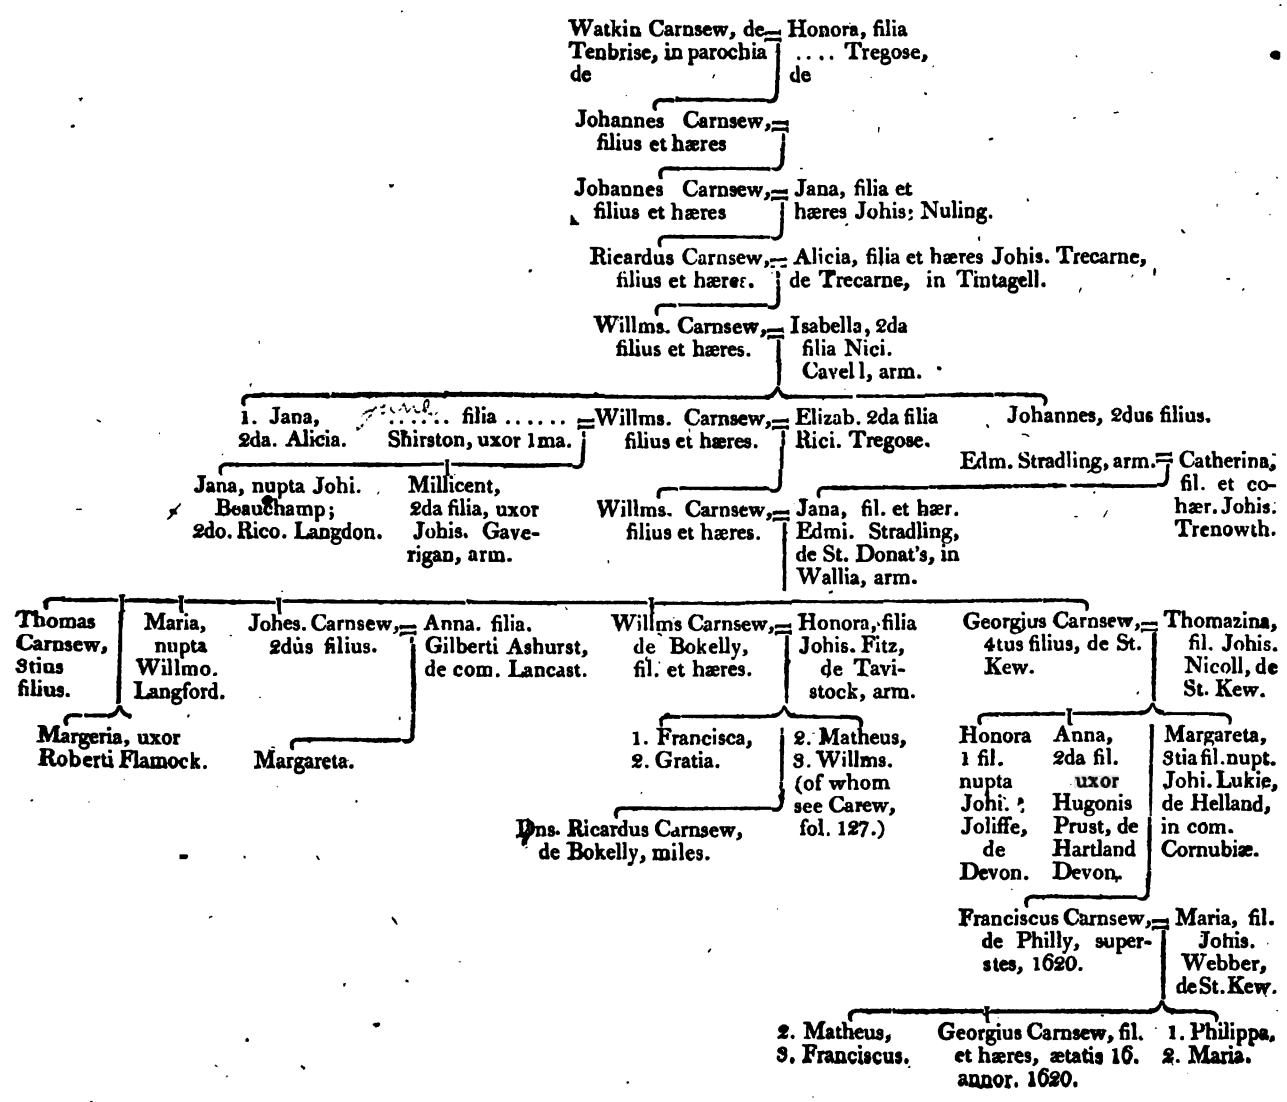 Watkin Carnsew, de = Honora, filia
Tenbrise, in parochia .... Tregose,
de de
Johannes Carnsew, =
filius et hæres
Johannes Carnsew, = Jana, filia et
filius et hæres hæres Johis: Nuling.
Ricardus Carnsew, = Alicia, filia et hæres Johis. Trecarne,
filius et hæres. de Trecarne, in Tintagell.
Willms. Carnsew, = Isabella, 2da
filius et hæres. filia Nici.
Cavell, arm.
1. Jana, ...... filia ...... = Willms. Carnsew, = Elizab. 2da filia Johannes, 2dus filius.
2da. Alicia. Shirston, uxor 1ma. filius et hæres. Rici. Tregose.
Edm. Stradling, arm. = Catherina,
fil. et co-
hær. Johis.
Trenowth.
Jana, nupta Johi.
Beauchamp;
2do. Rico. Langdon.
Millicent,
2da filia, uxor
Johis. Gave-
rigan, arm.
Willms. Carnsew, = Jana, fil. et hær.
filius et hæres. Edmi. Stradling,
de St. Donat's, in
Wallia, arm.
Thomas
Carnsew,
3tius
filius.
Maria,
nupta
Willmo.
Langford.
Johes. Carnsew, = Anna. filia.
2dus filius. Gilberti Ashurst,
de com. Lancast.
Willms Carnsew, = Honora, filia
de Bokelly, Johis. Fitz,
fil. et hæres. de Tavi-
stock, arm.
Georgius Carnsew, = Thomazina,
4tus filius, de St. fil. Johis.
Kew. Nicoll, de
St. Kew.
Margeria, uxor
Roberti Flamock.
Margareta.
1. Francisca,
2. Gratia.
2. Matheus,
3. Willms.
(of whom
see Carew,
fol. 127.)
Dns. Ricardus Carnsew,
de Bokelly, miles.
Honora
1 fil.
nupta
Johi.
Joliffe,
de
Devon.
Anna,
2da fil.
uxor
Hugonis
Prust, de
Hartland
Devon.
Margareta,
3tia fil. nupt.
Johi. Lukie,
de Helland,
in com.
Cornubiæ.
Franciscus Carnsew, = Maria, fil.
de Philly, super- Johis.
stes, 1620. Webber,
de St. Kew.
2. Matheus, Georgius Carnsew, fil. 1. Philippa,
3. Franciscus. et hæres, ætatis 16. 2. Maria.
annor. 1620.